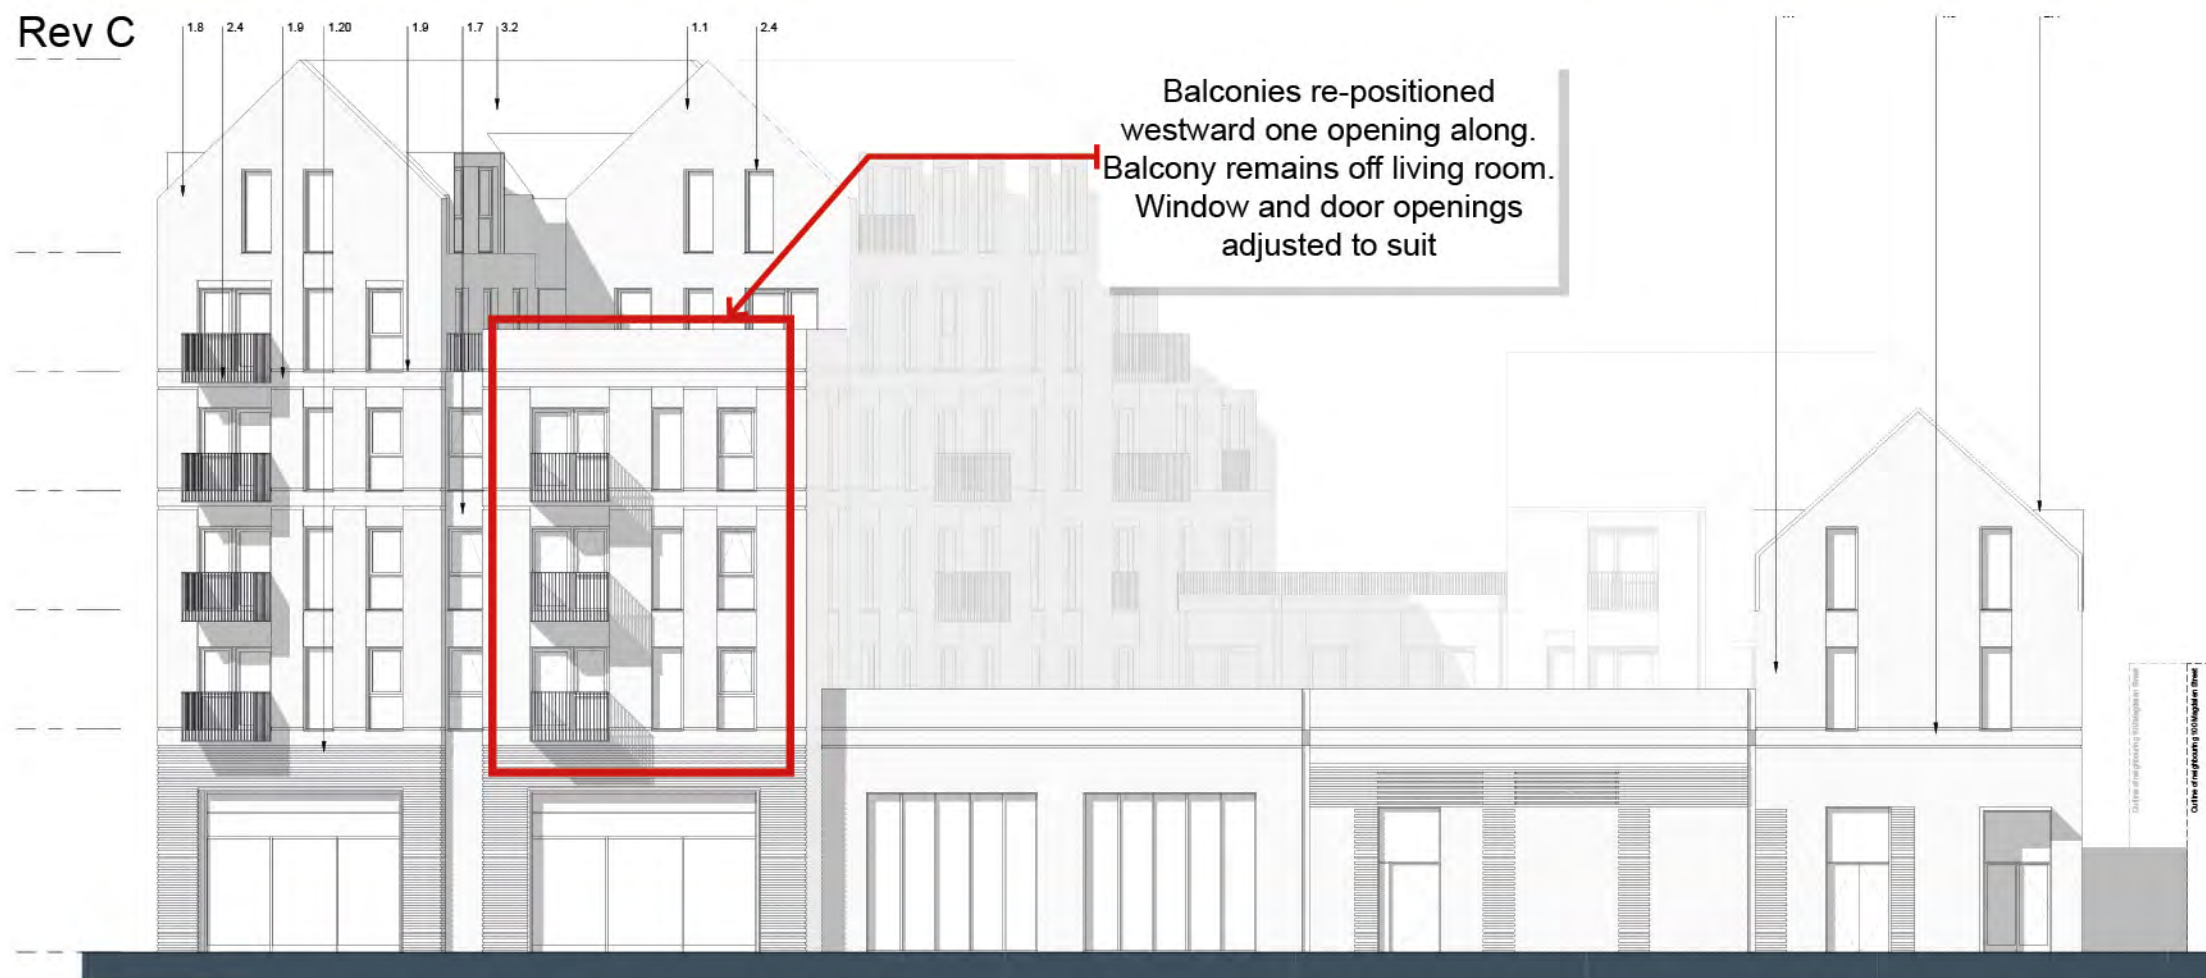 Rev C
1.8 2.4 1.9 1.20 1.9 1.7 3.2 1.1 2.4
Balconies re-positioned
westward one opening along.
Balcony remains off living room.
Window and door openings
adjusted to suit